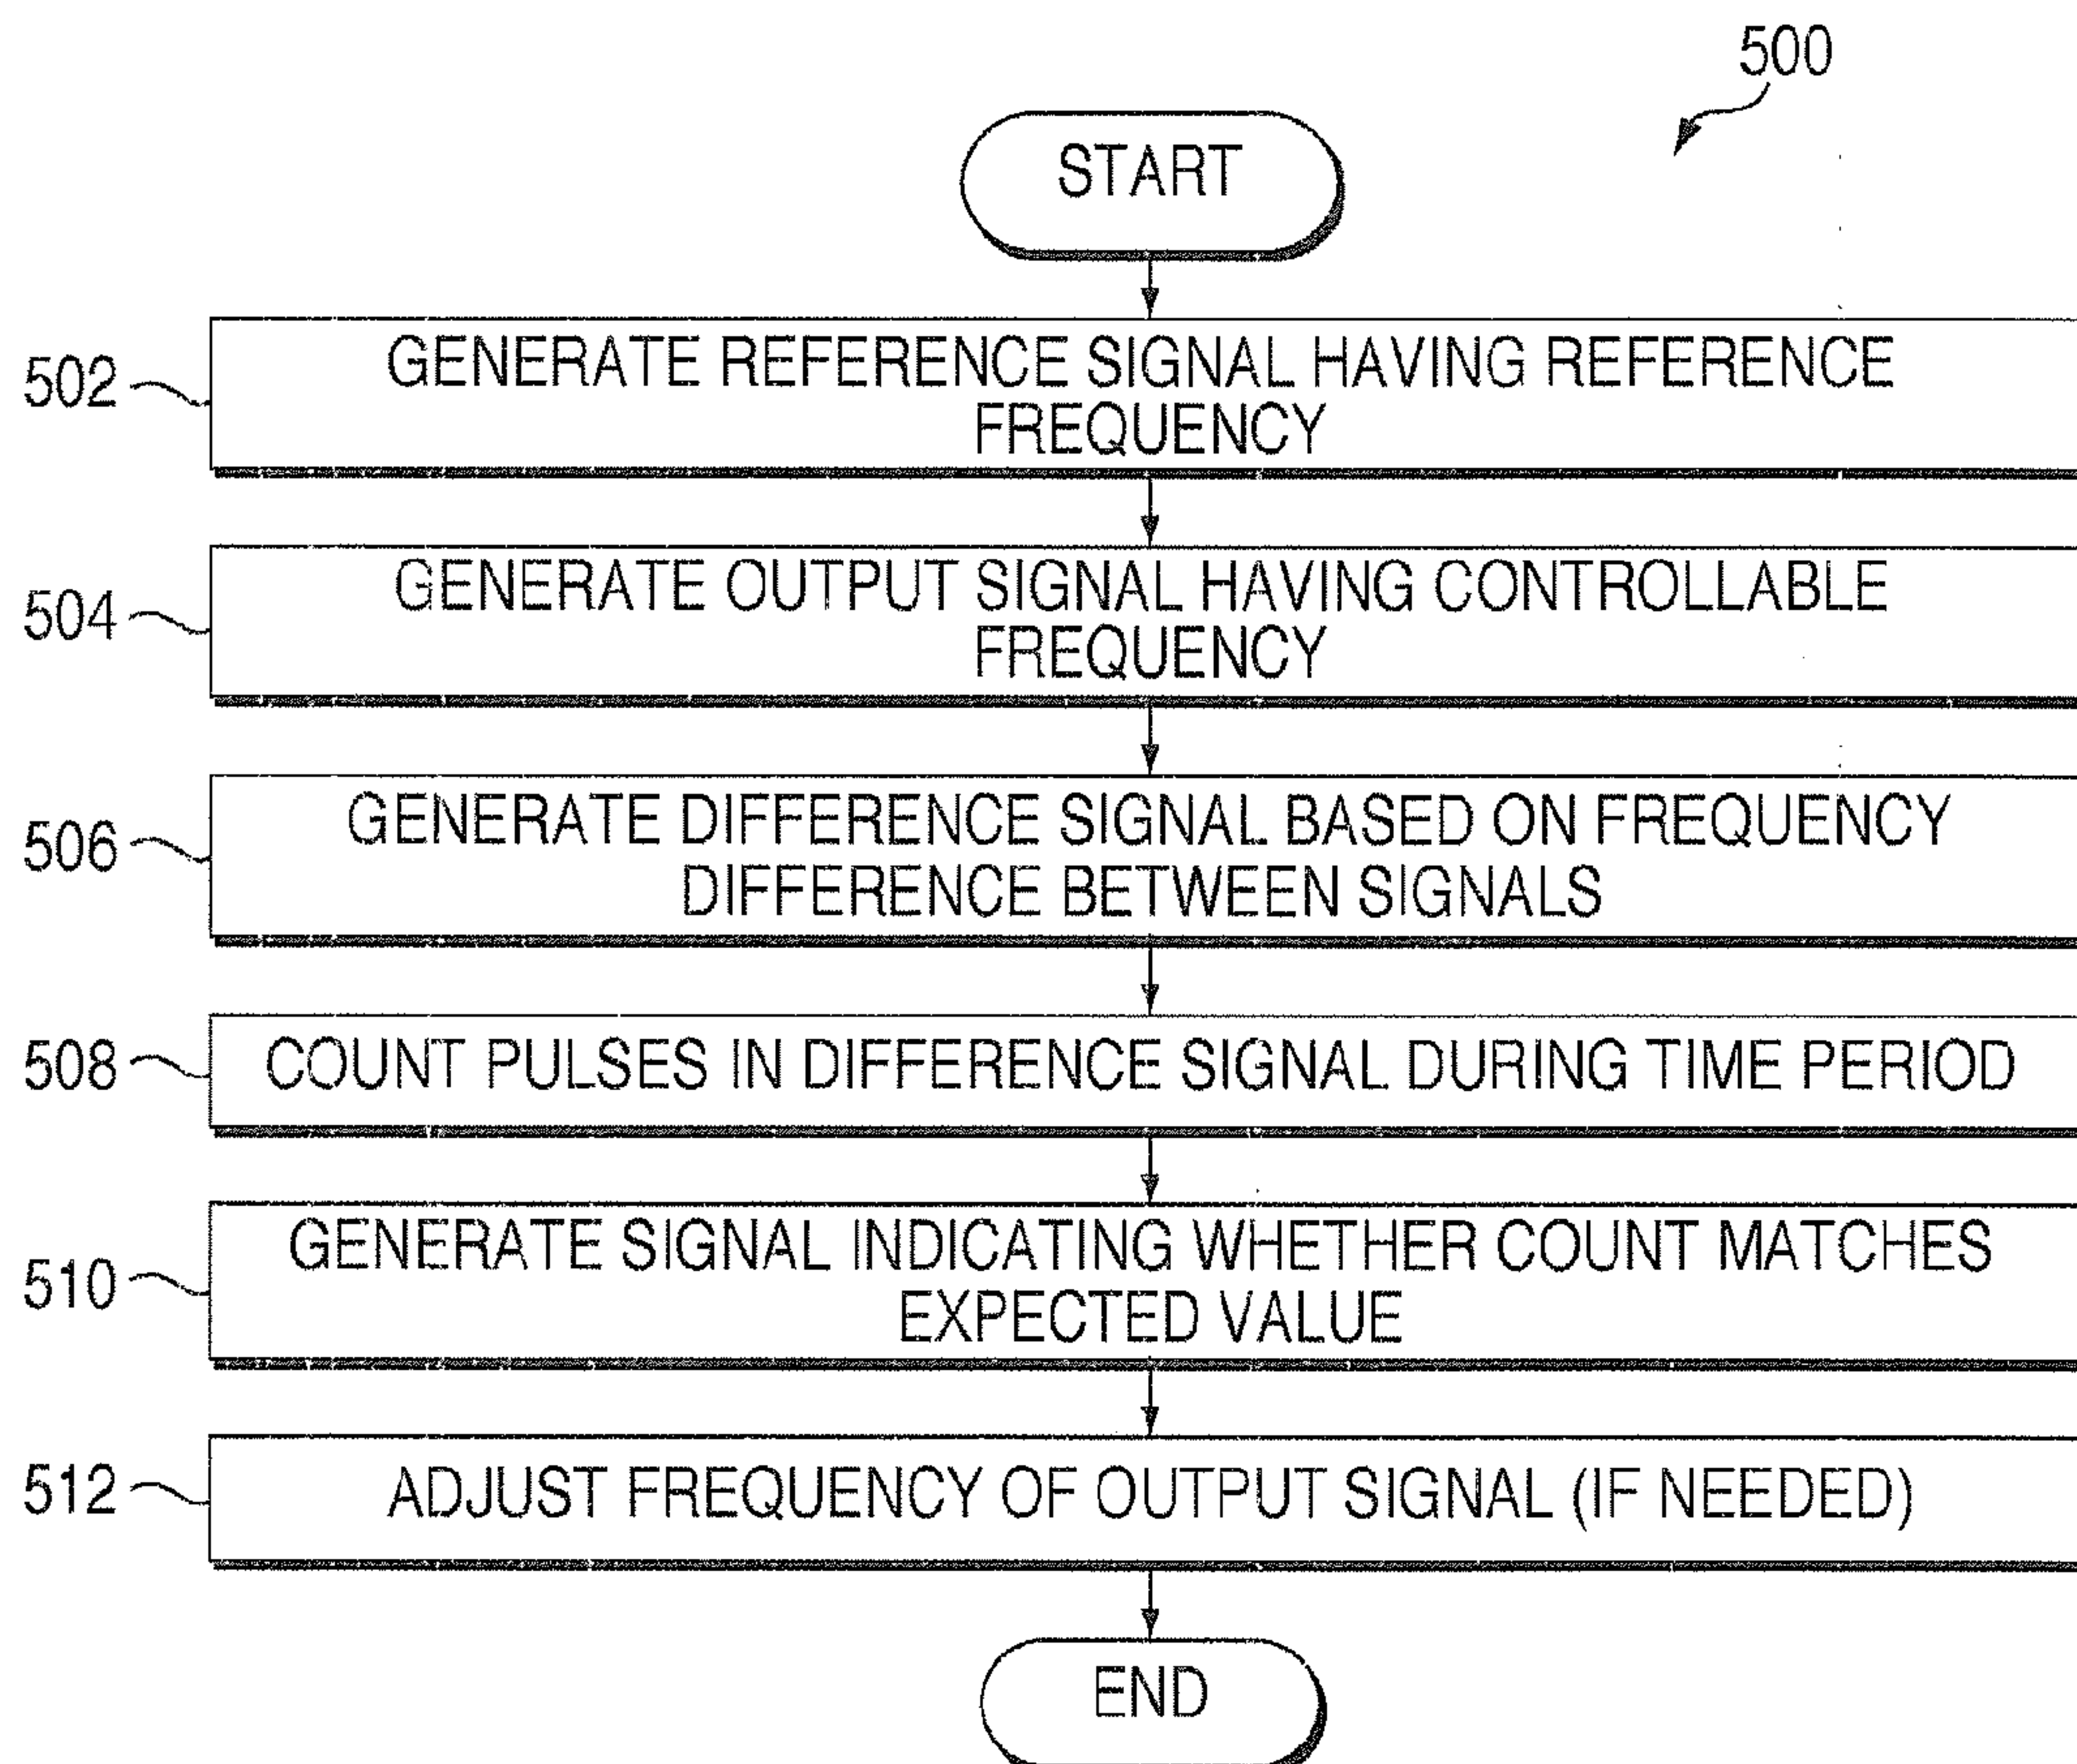 500
START
502
GENERATE REFERENCE SIGNAL HAVING REFERENCE
FREQUENCY
504
GENERATE OUTPUT SIGNAL HAVING CONTROLLABLE
FREQUENCY
506
GENERATE DIFFERENCE SIGNAL BASED ON FREQUENCY
DIFFERENCE BETWEEN SIGNALS
508
COUNT PULSES IN DIFFERENCE SIGNAL DURING TIME PERIOD
510
GENERATE SIGNAL INDICATING WHETHER COUNT MATCHES
EXPECTED VALUE
512
ADJUST FREQUENCY OF OUTPUT SIGNAL (IF NEEDED)
END